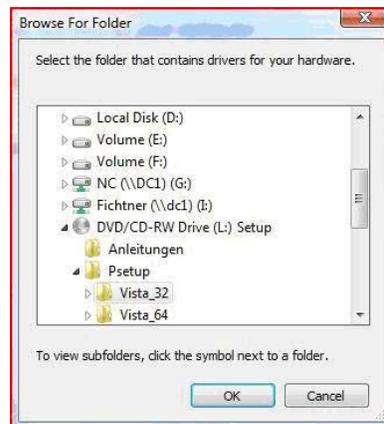 Browse For Folder
Select the folder that contains drivers for your hardware.
Local Disk (D:)
Volume (E:)
Volume (F:)
NC (\\DC1) (G:)
Fichtner (\\dc1) (I:)
DVD/CD-RW Drive (L:) Setup
Anleitungen
Psetup
Vista_32
Vista_64
To view subfolders, click the symbol next to a folder.
OK
Cancel